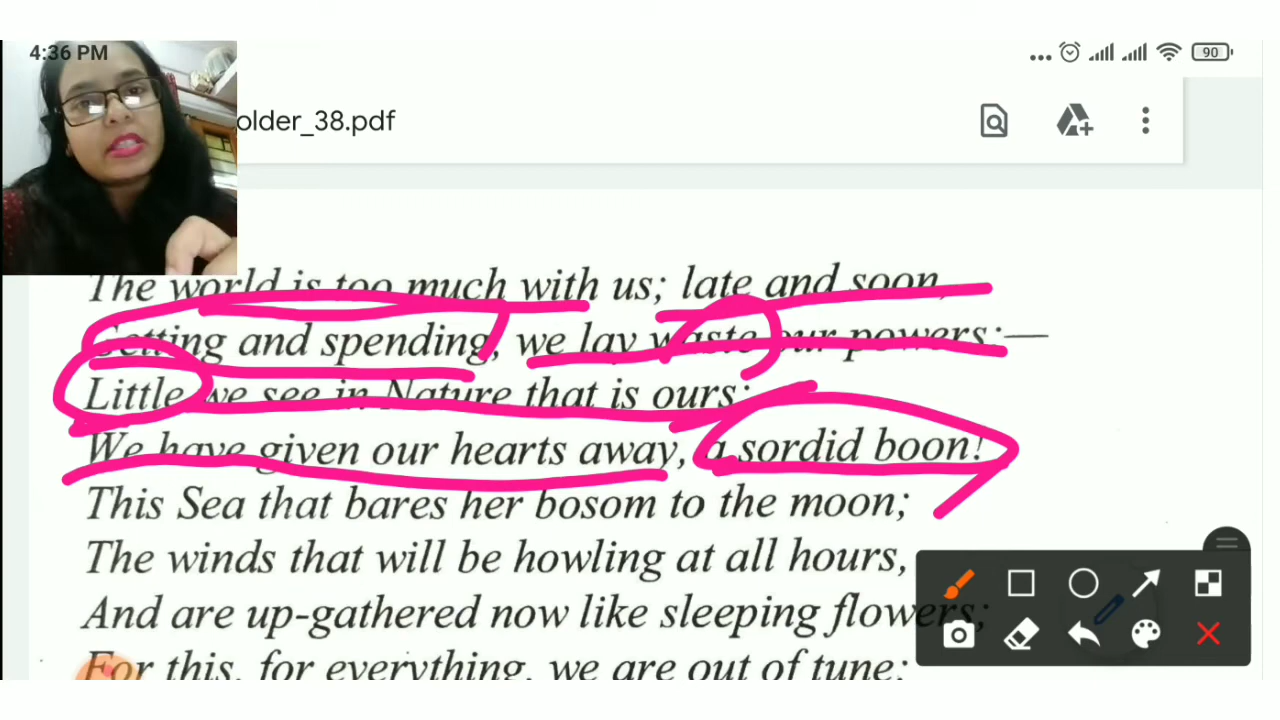 4:36 PM
90
older_38.pdf
The world is too much with us; late and soon,
Getting and spending, we lay waste our powers:—
Little we see in Nature that is ours;
We have given our hearts away, a sordid boon!
This Sea that bares her bosom to the moon;
The winds that will be howling at all hours,
And are up-gathered now like sleeping flowers;
For this, for everything, we are out of tune;